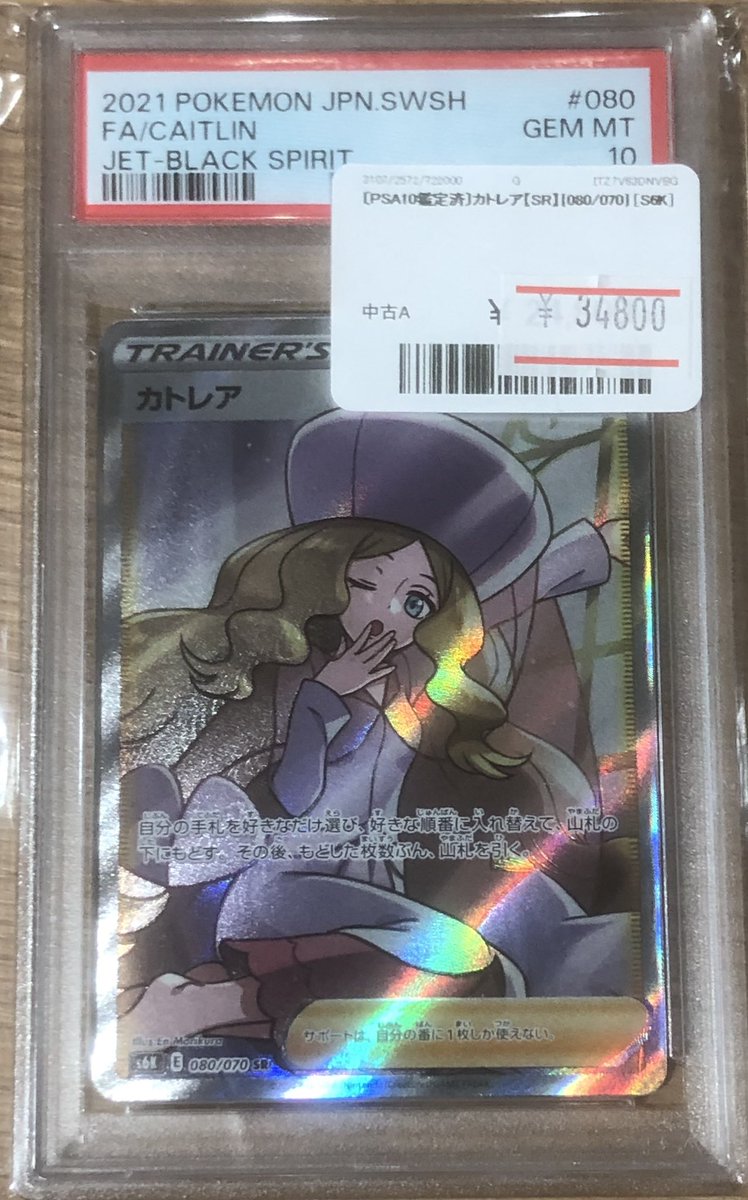 2021 POKEMON JPN.SWSH #080
FA/CAITLIN GEM MT
JET-BLACK SPIRIT 10
[PSA10鑑定済]カトレア【SR】{080/070}[S6K]
中古A ¥ ¥ 34800
TRAINER'S
カトレア
自分の手札を好きなだけ選び、好きな順番に入れ替えて、山札の
下にもどす。その後、もどした枚数ぶん、山札を引く。
サポートは、自分の番に1枚しか使えない。
Illus.En Morikura
S6K E 080/070 SR